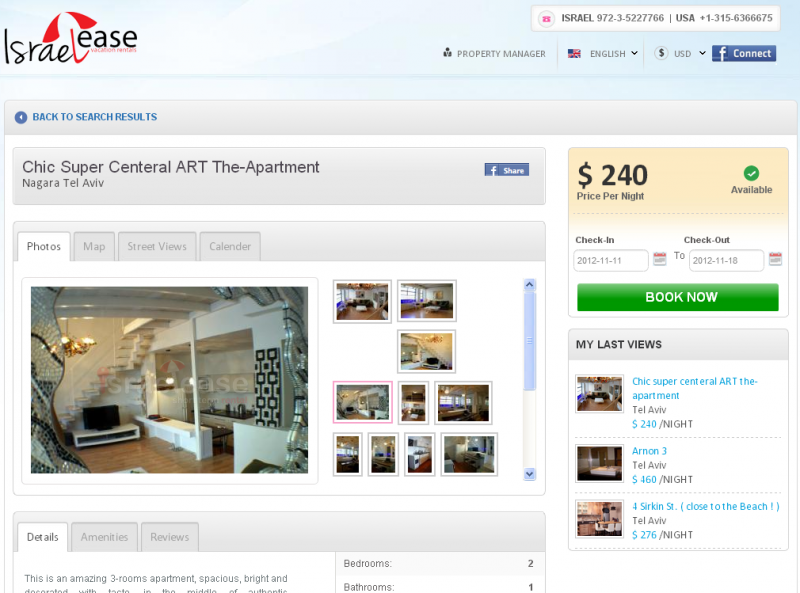 ISRAEL 972-3-5227766 | USA +1-315-6366675
Israel ease
vacation rentals
PROPERTY MANAGER ENGLISH $ USD f Connect
BACK TO SEARCH RESULTS
Chic Super Centeral ART The-Apartment
Nagara Tel Aviv
f Share
Photos Map Street Views Calender
israelease
$ 240
Price Per Night
Available
Check-In Check-Out
2012-11-11 To 2012-11-18
BOOK NOW
MY LAST VIEWS
Chic super centeral ART the-
apartment
Tel Aviv
$ 240 /NIGHT
Arnon 3
Tel Aviv
$ 460 /NIGHT
4 Sirkin St. ( close to the Beach ! )
Tel Aviv
$ 276 /NIGHT
Details Amenities Reviews
This is an amazing 3-rooms apartment, spacious, bright and
decorated with taste, in the middle of authentic
Bedrooms: 2
Bathrooms: 1